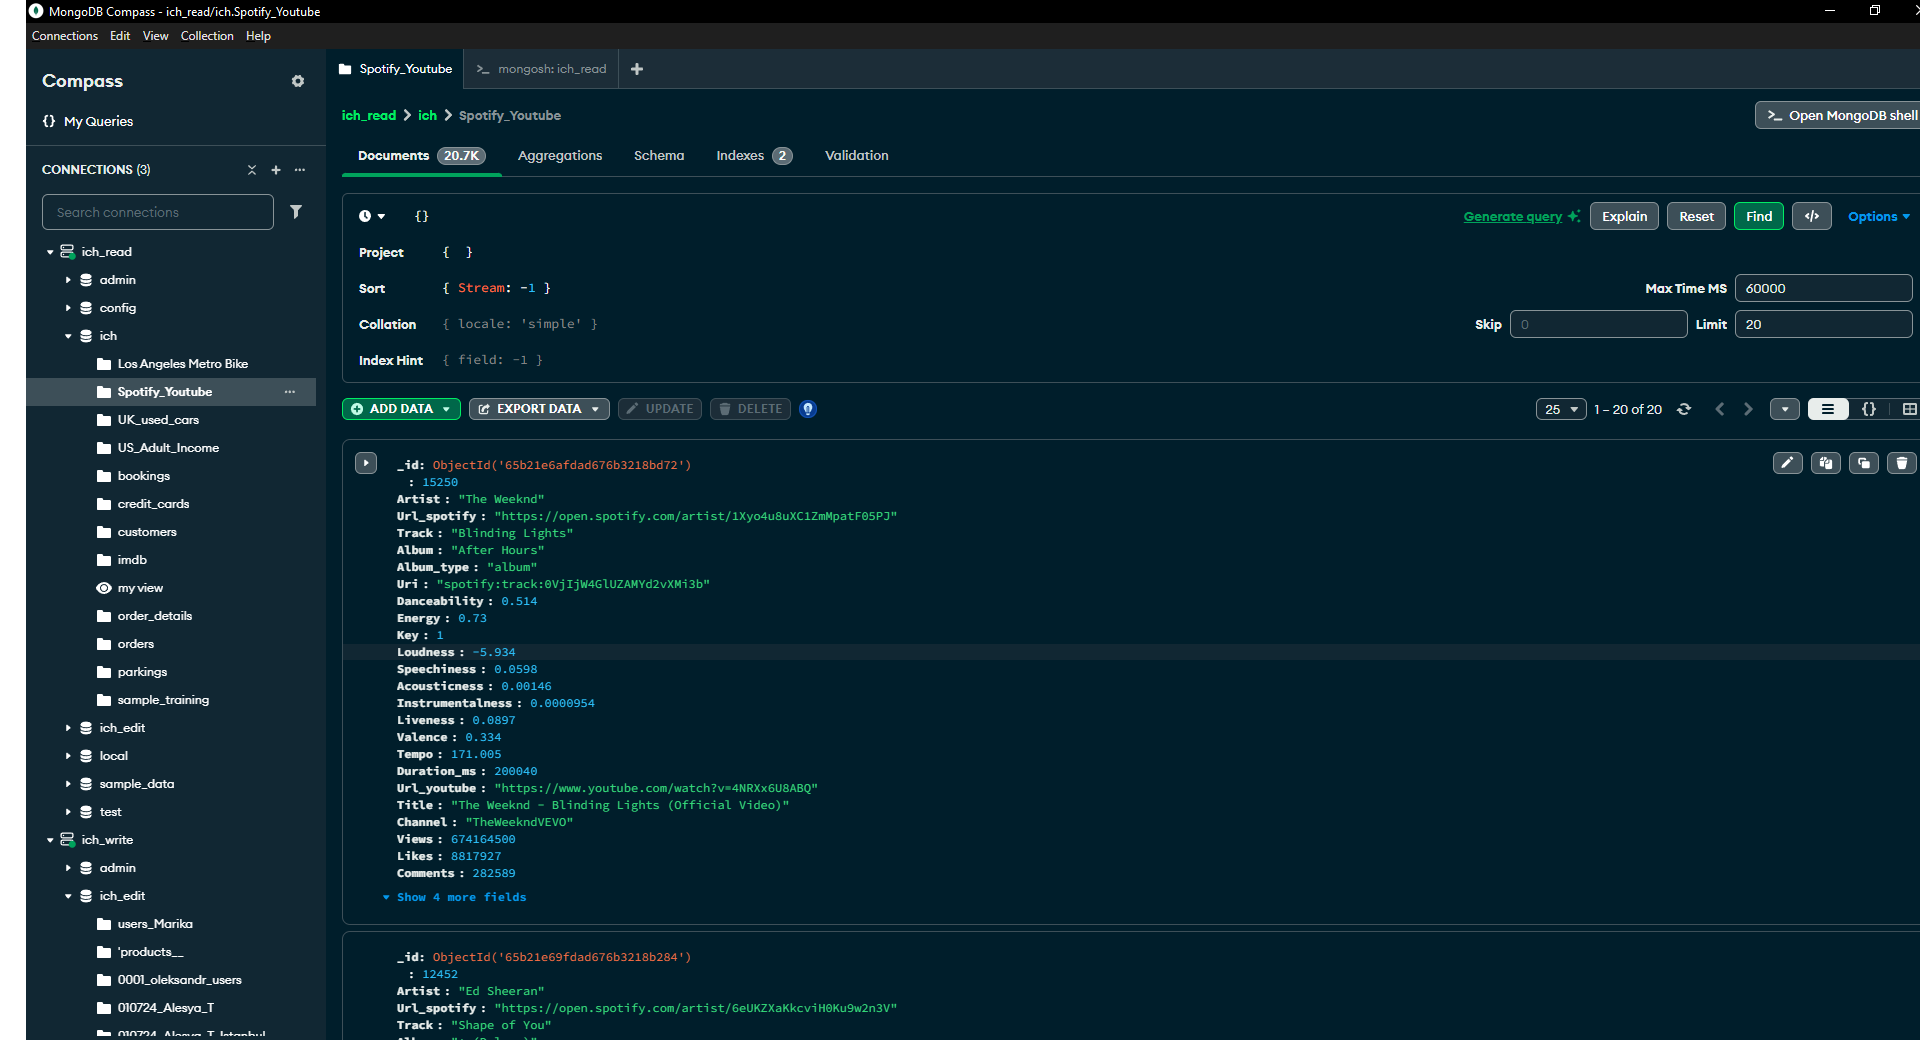 MongoDB Compass - ich_read/ich.Spotify_Youtube
Connections Edit View Collection Help
Compass
My Queries
CONNECTIONS (3)
Search connections
ich_read
admin
config
ich
Los Angeles Metro Bike
Spotify_Youtube
UK_used_cars
US_Adult_Income
bookings
credit_cards
customers
imdb
my view
order_details
orders
parkings
sample_training
ich_edit
local
sample_data
test
ich_write
admin
ich_edit
users_Marika
'products__
0001_oleksandr_users
010724_Alesya_T
010724_Alesya_T_Istanbul
Spotify_Youtube
>_ mongosh: ich_read
ich_read > ich > Spotify_Youtube
>_ Open MongoDB shell
Documents 20.7K Aggregations Schema Indexes 2 Validation
{} Generate query Explain Reset Find </> Options
Project { }
Sort { Stream: -1 } Max Time MS 60000
Collation { locale: 'simple' } Skip 0 Limit 20
Index Hint { field: -1 }
ADD DATA EXPORT DATA UPDATE DELETE 25 1 – 20 of 20 {}
_id: ObjectId('65b21e6afdad676b3218bd72')
: 15250
Artist : "The Weeknd"
Url_spotify : "https://open.spotify.com/artist/1Xyo4u8uXC1ZmMpatF05PJ"
Track : "Blinding Lights"
Album : "After Hours"
Album_type : "album"
Uri : "spotify:track:0VjIjW4GlUZAMYd2vXMi3b"
Danceability : 0.514
Energy : 0.73
Key : 1
Loudness : -5.934
Speechiness : 0.0598
Acousticness : 0.00146
Instrumentalness : 0.0000954
Liveness : 0.0897
Valence : 0.334
Tempo : 171.005
Duration_ms : 200040
Url_youtube : "https://www.youtube.com/watch?v=4NRXx6U8ABQ"
Title : "The Weeknd - Blinding Lights (Official Video)"
Channel : "TheWeekndVEVO"
Views : 674164500
Likes : 8817927
Comments : 282589
Show 4 more fields
_id: ObjectId('65b21e69fdad676b3218b284')
: 12452
Artist : "Ed Sheeran"
Url_spotify : "https://open.spotify.com/artist/6eUKZXaKkcviH0Ku9w2n3V"
Track : "Shape of You"